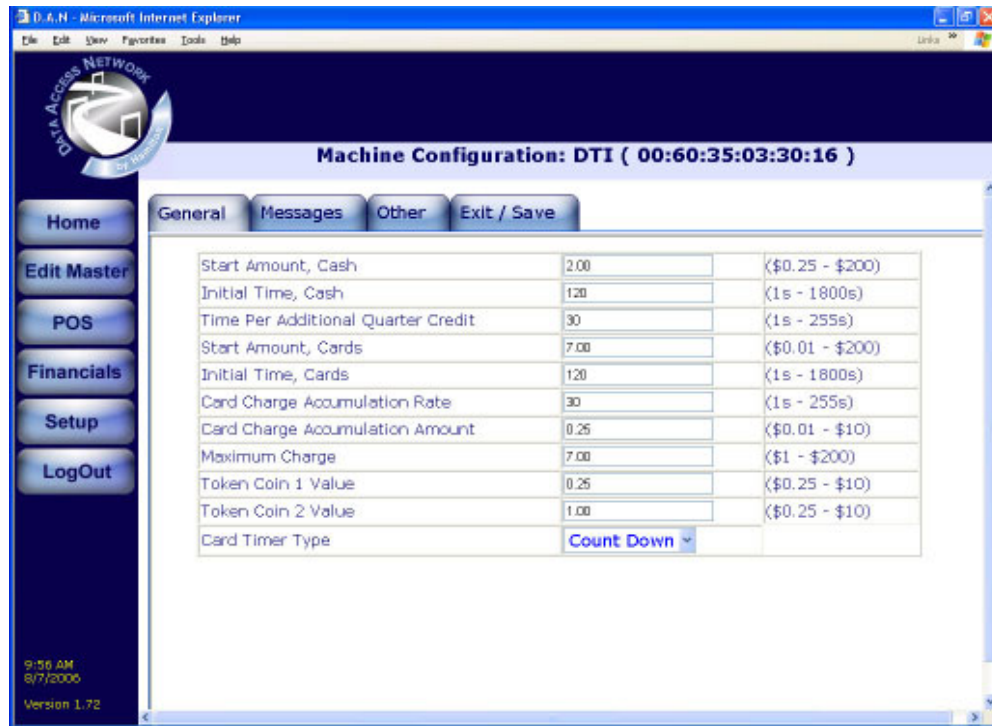 D.A.N - Microsoft Internet Explorer
File Edit View Favorites Tools Help
Links »
DATA ACCESS NETWORK
by Hamilton
Machine Configuration: DTI ( 00:60:35:03:30:16 )
General Messages Other Exit / Save
Home
Edit Master
POS
Financials
Setup
LogOut
Start Amount, Cash 2.00 ($0.25 - $200)
Initial Time, Cash 120 (1s - 1800s)
Time Per Additional Quarter Credit 30 (1s - 255s)
Start Amount, Cards 7.00 ($0.01 - $200)
Initial Time, Cards 120 (1s - 1800s)
Card Charge Accumulation Rate 30 (1s - 255s)
Card Charge Accumulation Amount 0.25 ($0.01 - $10)
Maximum Charge 7.00 ($1 - $200)
Token Coin 1 Value 0.25 ($0.25 - $10)
Token Coin 2 Value 1.00 ($0.25 - $10)
Card Timer Type Count Down
9:56 AM
8/7/2006
Version 1.72